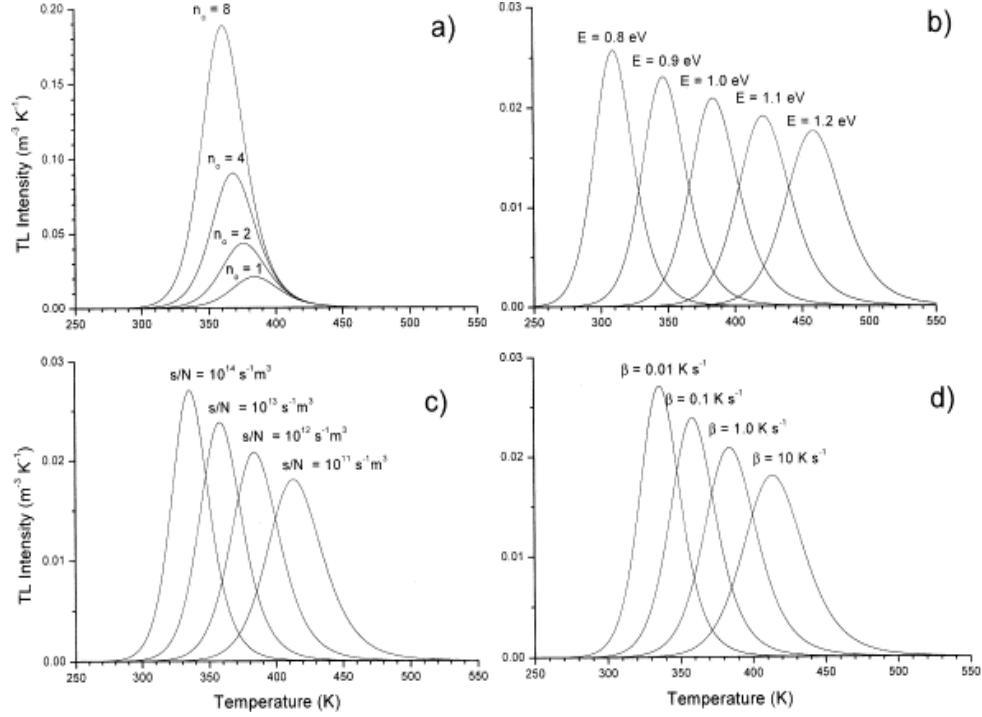 a)
n₀ = 8
n₀ = 4
n₀ = 2
n₀ = 1
TL Intensity (m⁻³ K⁻¹)
0.20
0.15
0.10
0.05
0.00
250 300 350 400 450 500 550
b)
E = 0.8 eV
E = 0.9 eV
E = 1.0 eV
E = 1.1 eV
E = 1.2 eV
0.03
0.02
0.01
0.00
250 300 350 400 450 500 550
c)
s/N = 10¹⁴ s⁻¹m³
s/N = 10¹³ s⁻¹m³
s/N = 10¹² s⁻¹m³
s/N = 10¹¹ s⁻¹m³
TL Intensity (m⁻³ K⁻¹)
0.03
0.02
0.01
0.00
250 300 350 400 450 500 550
Temperature (K)
d)
β = 0.01 K s⁻¹
β = 0.1 K s⁻¹
β = 1.0 K s⁻¹
β = 10 K s⁻¹
0.03
0.02
0.01
0.00
250 300 350 400 450 500 550
Temperature (K)